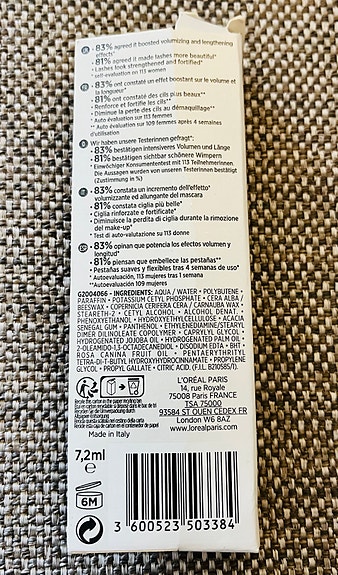 UK • 83% agreed it boosted volumizing and lengthening
effects*
• 81% agreed it made lashes more beautiful*
• Lashes look strengthened and fortified*
* self-evaluation on 113 women
FR • 83% ont constaté un effet boostant sur le volume et
la longueur*
• 81% ont constaté des cils plus beaux**
• Renforce et fortifie les cils**
• Diminue la perte de cils au démaquillage**
* Auto évaluation sur 113 femmes
** Auto évaluation sur 109 femmes après 4 semaines
d'utilisation
Wir haben unsere Testerinnen gefragt*:
• 83% bestätigen intensiveres Volumen und Länge
• 81% bestätigen sichtbar schönere Wimpern
* Einwöchiger Konsumententest mit 113 Teilnehmerinnen.
Die Aussagen wurden von unseren Testerinnen bestätigt
(Zustimmung in %)
• 83% constata un incremento dell'effetto*
volumizzante ed allungante del mascara
• 81% constata ciglia più belle*
• Ciglia rinforzate e fortificate*
• Diminuisce la perdita di ciglia durante la rimozione
del make-up*
* Test di auto-valutazione su 113 donne
ES • 83% opinan que potencia los efectos volumen y
longitud*
• 81% piensan que embellece las pestañas**
• Pestañas suaves y flexibles tras 4 semanas de uso*
* Autoevaluación, 113 mujeres tras 1 semana
**Autoevaluación 109 mujeres
G2004066 - INGREDIENTS: AQUA / WATER • POLYBUTENE •
PARAFFIN • POTASSIUM CETYL PHOSPHATE • CERA ALBA /
BEESWAX • COPERNICIA CERIFERA CERA / CARNAUBA WAX •
STEARETH-2 • CETYL ALCOHOL • ALCOHOL DENAT. •
PHENOXYETHANOL • HYDROXYETHYLCELLULOSE • ACACIA
SENEGAL GUM • PANTHENOL • ETHYLENEDIAMINE/STEARYL
DIMER DILINOLEATE COPOLYMER • CAPRYLYL GLYCOL •
HYDROGENATED JOJOBA OIL • HYDROGENATED PALM OIL •
2-OLEAMIDO-1,3-OCTADECANEDIOL • DISODIUM EDTA • BHT •
ROSA CANINA FRUIT OIL • PENTAERYTHRITYL
TETRA-DI-T-BUTYL HYDROXYHYDROCINNAMATE • PROPYLENE
GLYCOL • PROPYL GALLATE • CITRIC ACID. (F.I.L. B210585/1).
L'ORÉAL PARIS
14, rue Royale
75008 Paris FRANCE
TSA 75000
93584 ST OUEN CEDEX FR
London W6 8AZ
www.lorealparis.com
Made in Italy
7,2ml
e
6M
3 600523 503384